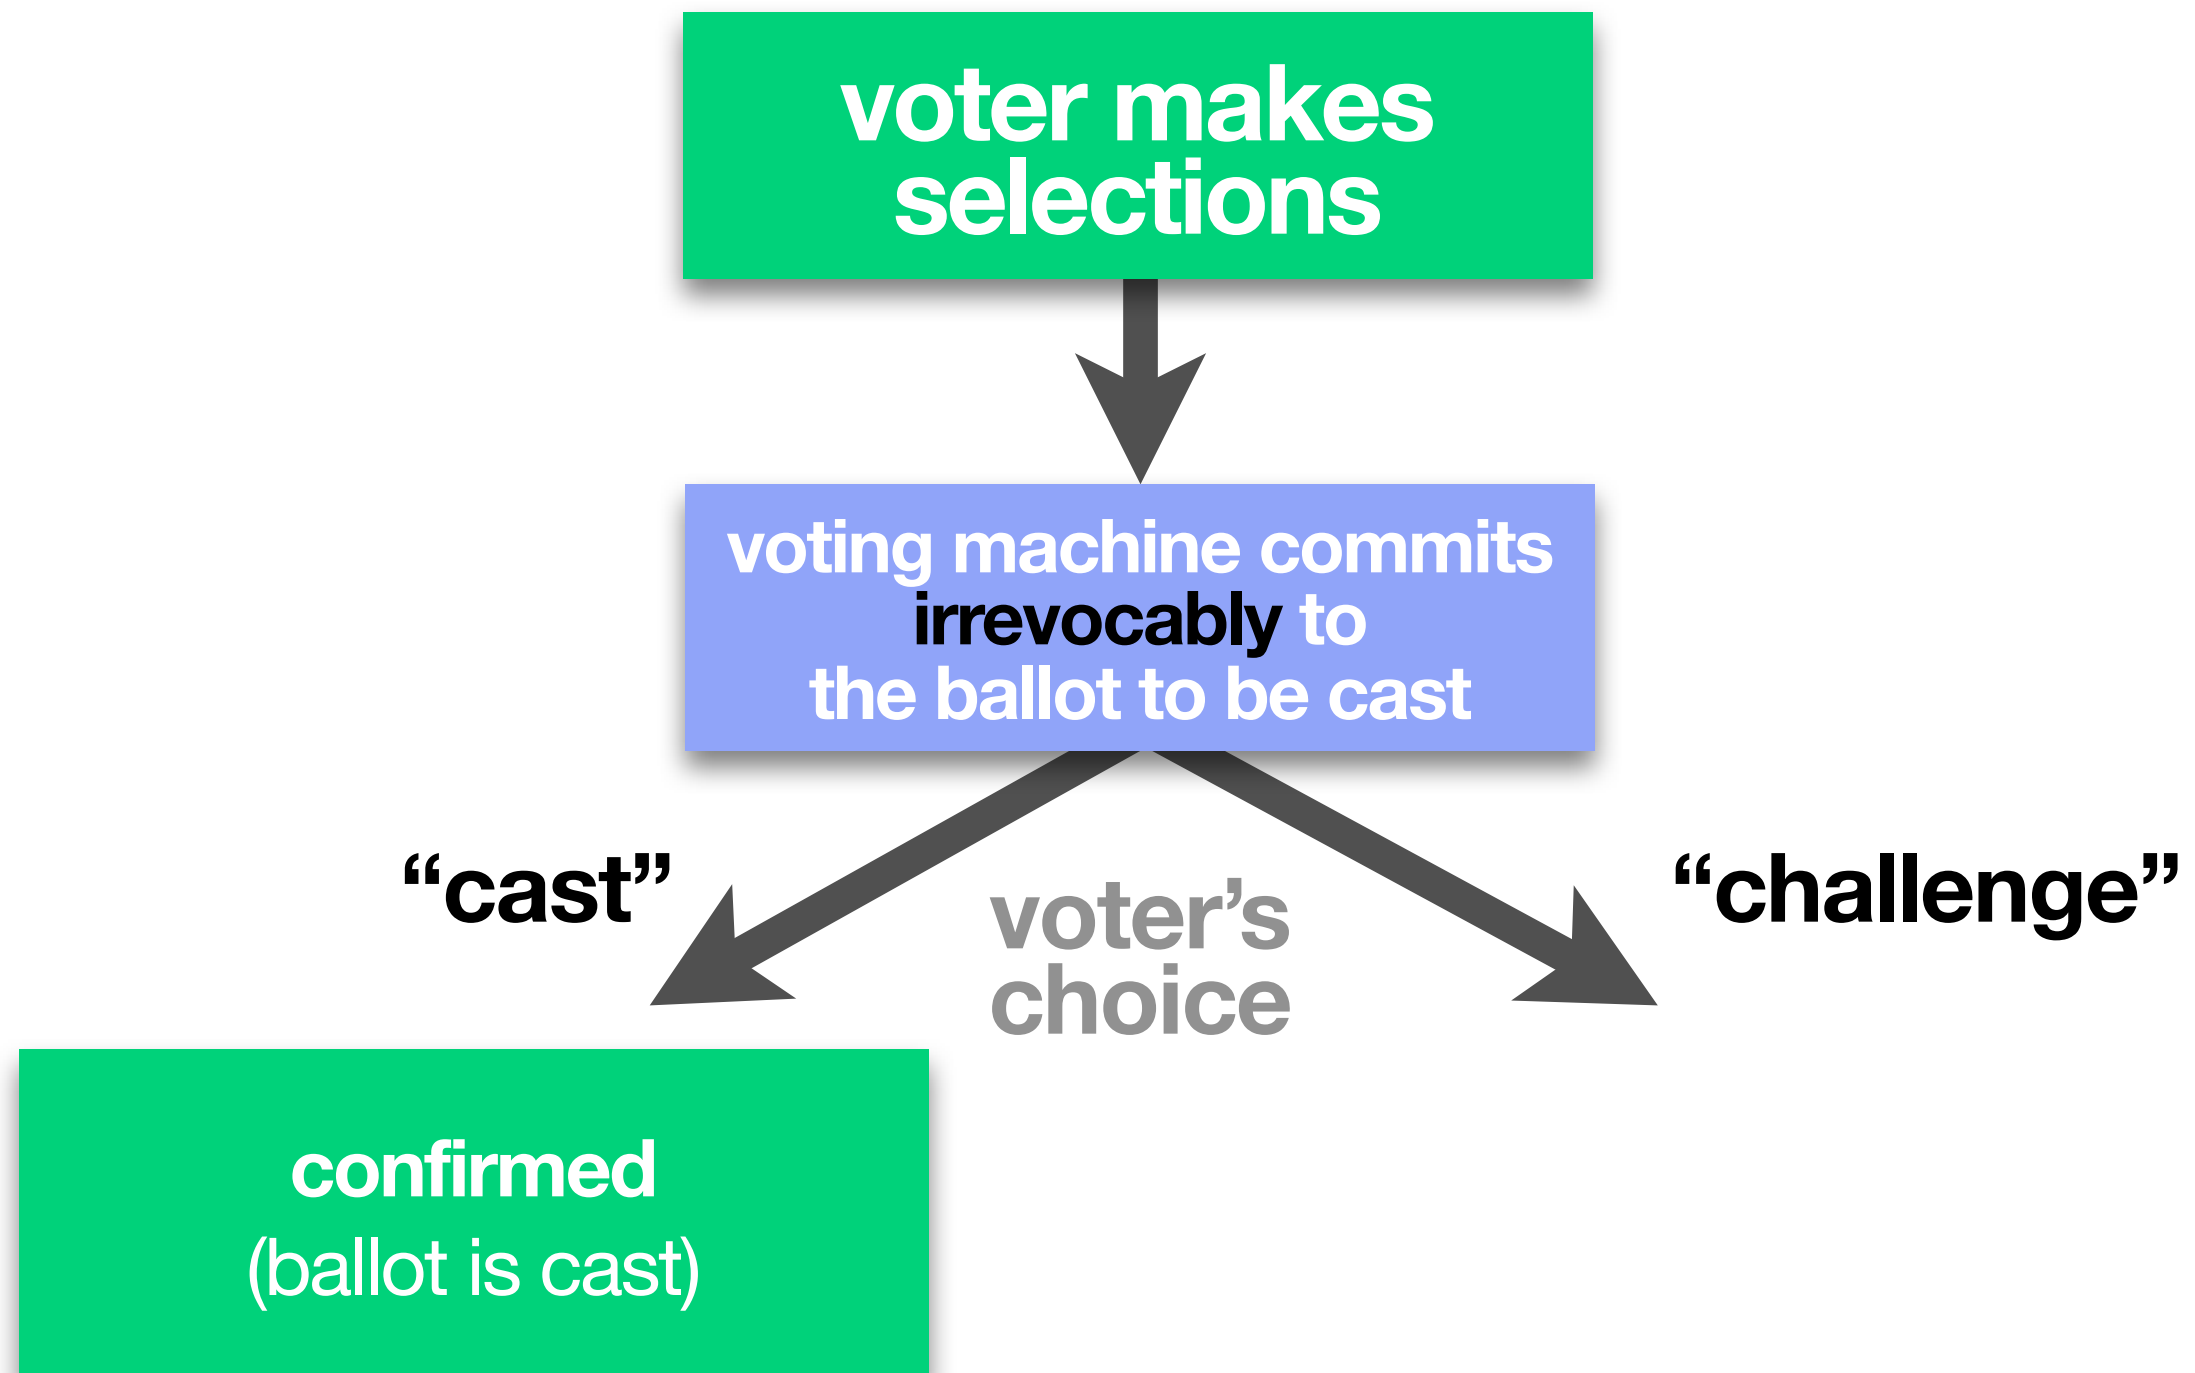 voter makes
selections
voting machine commits
irrevocably to
the ballot to be cast
“cast”
voter’s
choice
“challenge”
confirmed
(ballot is cast)